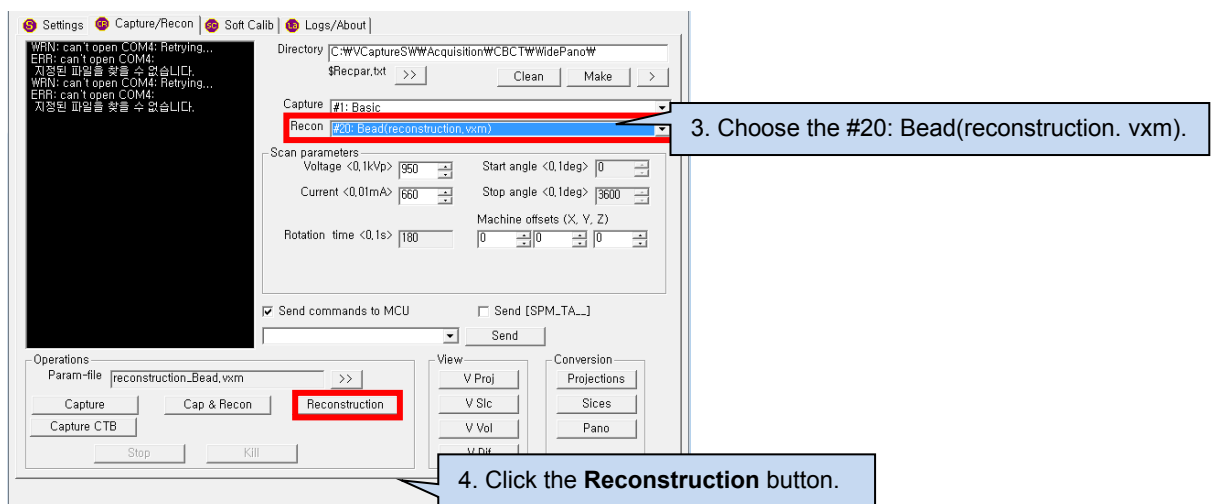 Settings Capture/Recon Soft Calib Logs/About
WRN: can't open COM4: Retrying...
ERR: can't open COM4:
지정된 파일을 찾을 수 없습니다.
WRN: can't open COM4: Retrying...
ERR: can't open COM4:
지정된 파일을 찾을 수 없습니다.
Directory C:₩VCaptureSW₩Acquisition₩CBCT₩WidePano₩
$Recpar,txt >> Clean Make >
Capture #1: Basic
Recon #20: Bead(reconstruction,vxm)
3. Choose the #20: Bead(reconstruction. vxm).
Scan parameters
Voltage <0,1kVp> 950 Start angle <0,1deg> 0
Current <0,01mA> 660 Stop angle <0,1deg> 3600
Machine offsets (X, Y, Z)
Rotation time <0,1s> 180 0 0 0
Send commands to MCU Send [SPM_TA__]
Send
Operations
Param-file reconstruction_Bead,vxm >>
Capture Cap & Recon Reconstruction
Capture CTB
Stop Kill
View
V Proj
V Slc
V Vol
V Dif
Conversion
Projections
Sices
Pano
4. Click the Reconstruction button.